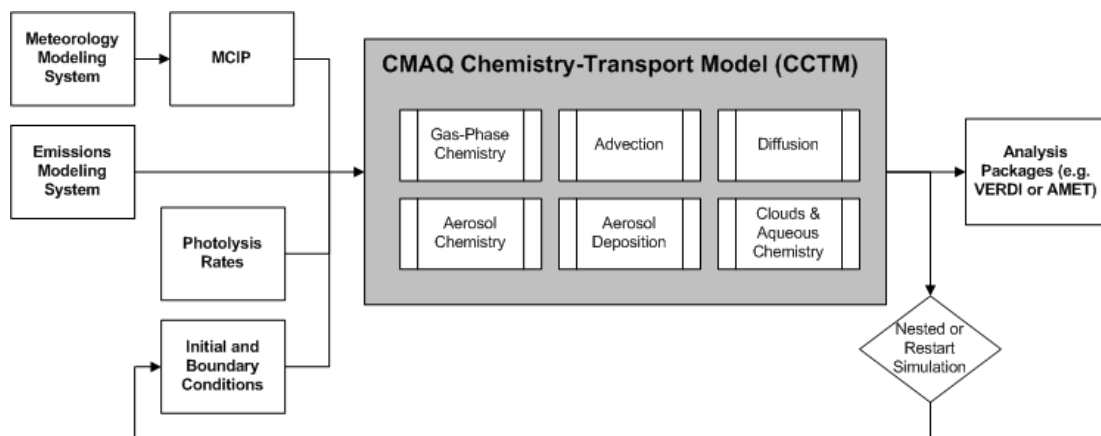 Meteorology
Modeling
System
MCIP
Emissions
Modeling
System
Photolysis
Rates
Initial and
Boundary
Conditions
CMAQ Chemistry-Transport Model (CCTM)
Gas-Phase
Chemistry
Advection
Diffusion
Aerosol
Chemistry
Aerosol
Deposition
Clouds &
Aqueous
Chemistry
Analysis
Packages (e.g.
VERDI or AMET)
Nested or
Restart
Simulation